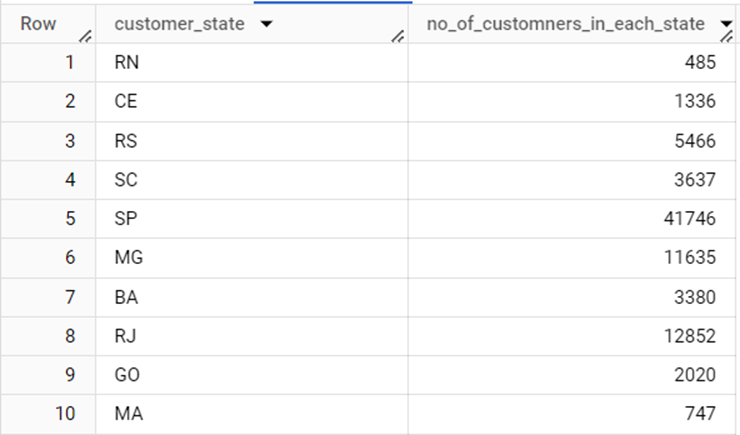 Row customer_state no_of_customners_in_each_state
1 RN 485
2 CE 1336
3 RS 5466
4 SC 3637
5 SP 41746
6 MG 11635
7 BA 3380
8 RJ 12852
9 GO 2020
10 MA 747